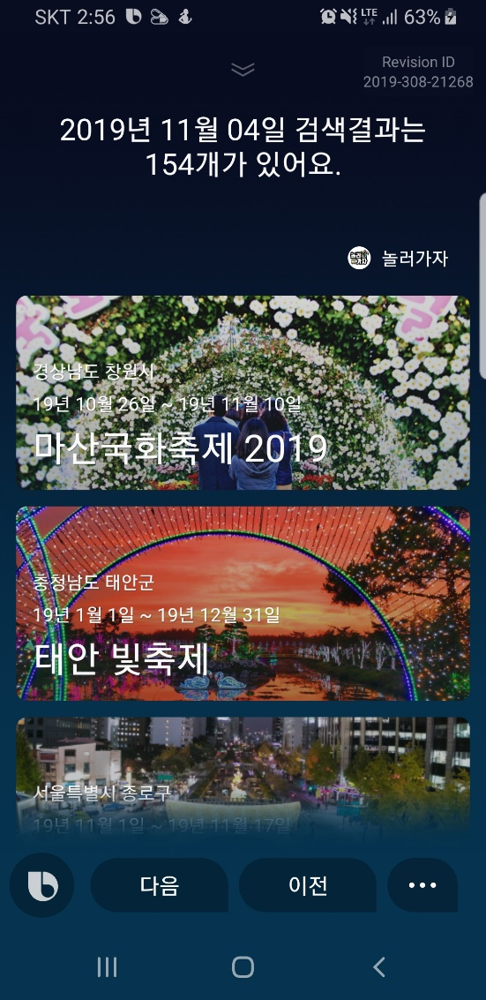 SKT 2:56
LTE
63%
Revision ID
2019-308-21268
2019년 11월 04일 검색결과는
154개가 있어요.
놀러가자
경상남도 창원시
19년 10월 26일 ~ 19년 11월 10일
마산국화축제 2019
충청남도 태안군
19년 1월 1일 ~ 19년 12월 31일
태안 빛축제
서울특별시 종로구
19년 11월 1일 ~ 19년 11월 17일
다음
이전